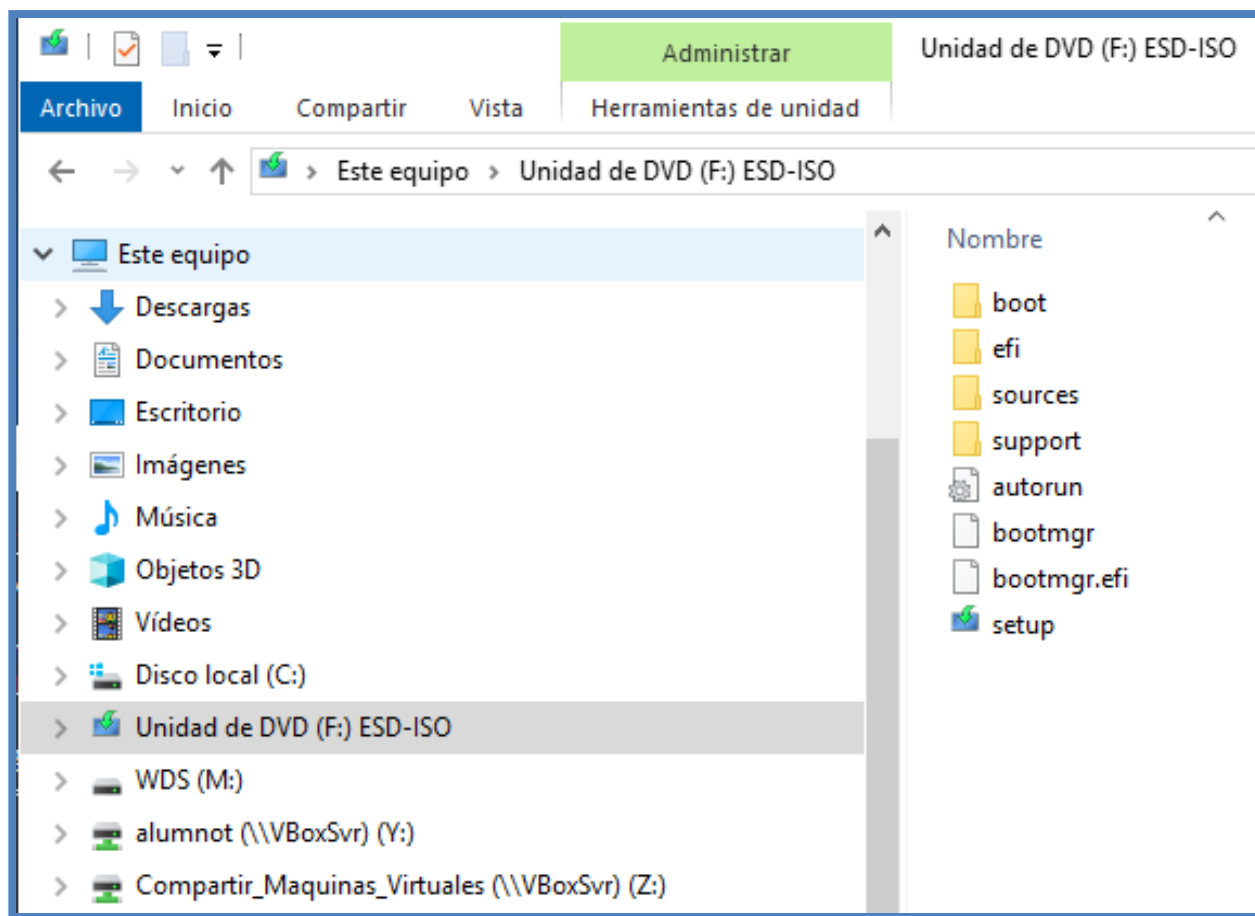 Administrar
Unidad de DVD (F:) ESD-ISO
Archivo Inicio Compartir Vista Herramientas de unidad
Este equipo > Unidad de DVD (F:) ESD-ISO
Este equipo
Descargas
Documentos
Escritorio
Imágenes
Música
Objetos 3D
Vídeos
Disco local (C:)
Unidad de DVD (F:) ESD-ISO
WDS (M:)
alumnot (\\VBoxSvr) (Y:)
Compartir_Maquinas_Virtuales (\\VBoxSvr) (Z:)
Nombre
boot
efi
sources
support
autorun
bootmgr
bootmgr.efi
setup